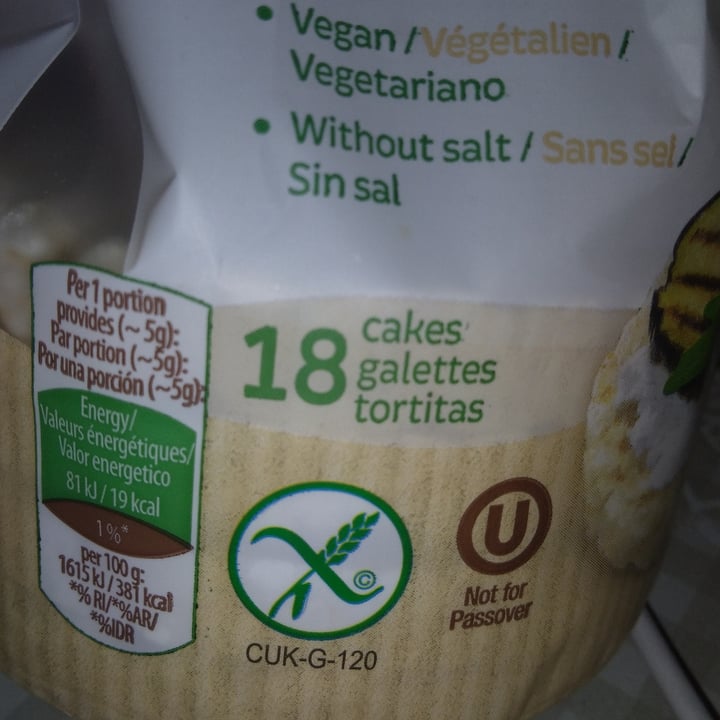 • Vegan / Végétalien /
Vegetariano
• Without salt / Sans sel /
Sin sal
Per 1 portion
provides (~ 5g):
Par portion (~5g):
Por una porción (~5g):
Energy/
Valeurs énergétiques/
Valor energetico
81 kJ / 19 kcal
1%*
per 100 g:
1615 kJ / 381 kcal
*% RI/*%AR/
*%IDR
18
cakes
galettes
tortitas
©
CUK-G-120
U
Not for
Passover